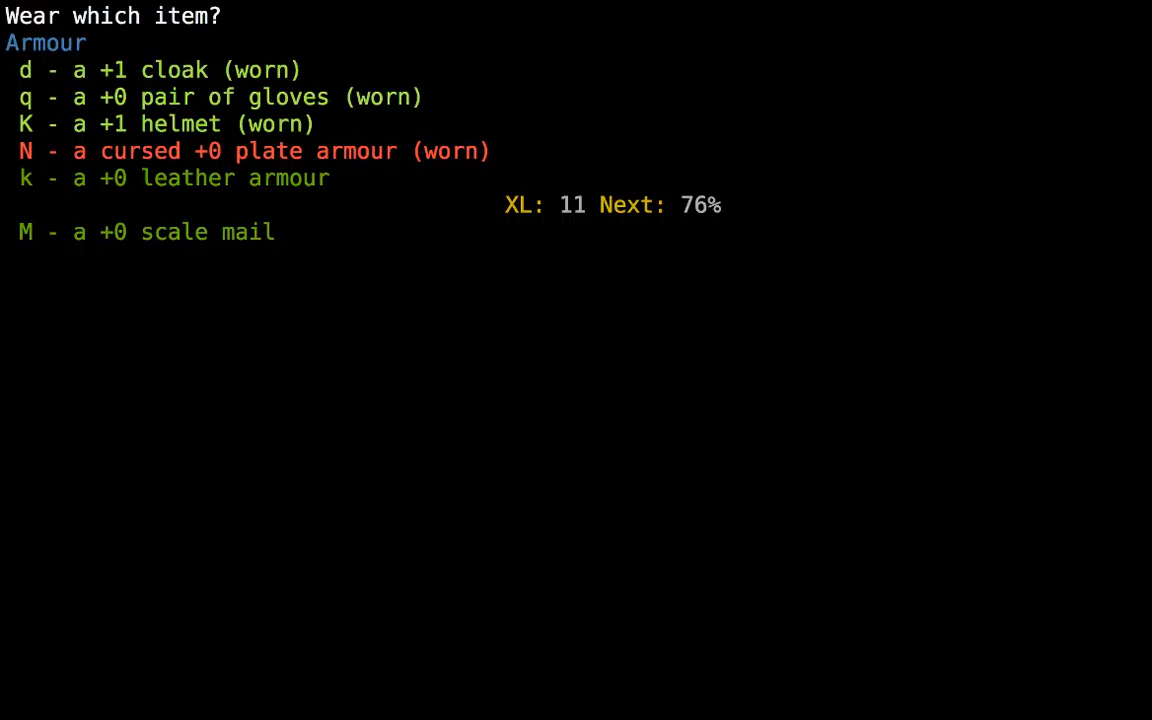 Wear which item?
Armour
d - a +1 cloak (worn)
q - a +0 pair of gloves (worn)
K - a +1 helmet (worn)
N - a cursed +0 plate armour (worn)
k - a +0 leather armour
XL: 11 Next: 76%
M - a +0 scale mail